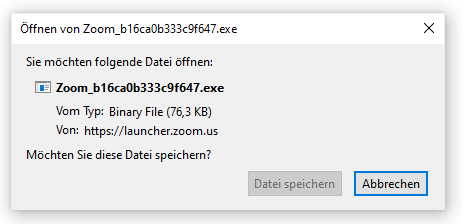 Öffnen von Zoom_b16ca0b333c9f647.exe
Sie möchten folgende Datei öffnen:
Zoom_b16ca0b333c9f647.exe
Vom Typ: Binary File (76,3 KB)
Von: https://launcher.zoom.us
Möchten Sie diese Datei speichern?
Datei speichern Abbrechen